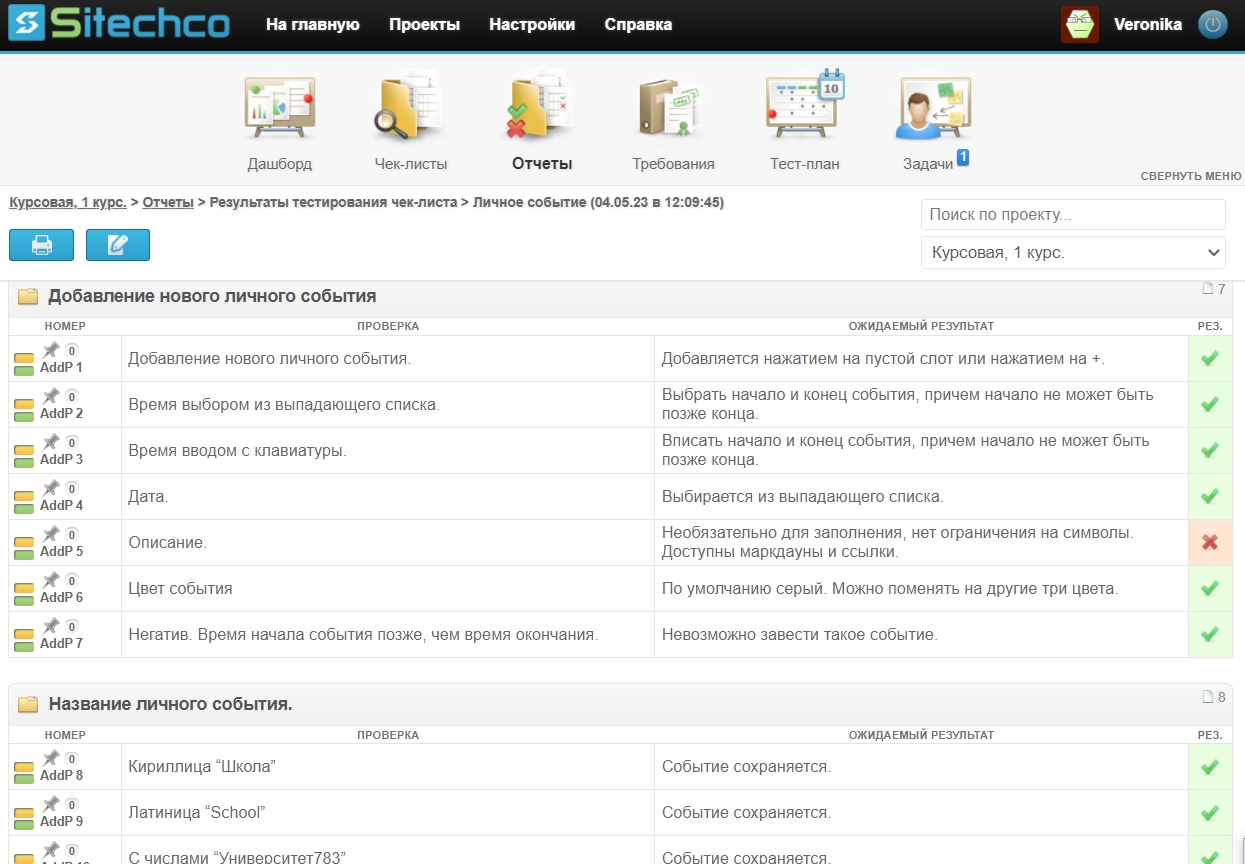 Sitechco На главную Проекты Настройки Справка Veronika
10
Дашборд Чек-листы Отчеты Требования Тест-план Задачи 1
СВЕРНУТЬ МЕНЮ
Курсовая, 1 курс. > Отчеты > Результаты тестирования чек-листа > Личное событие (04.05.23 в 12:09:45)
Поиск по проекту...
Курсовая, 1 курс.
Добавление нового личного события 7
НОМЕР ПРОВЕРКА ОЖИДАЕМЫЙ РЕЗУЛЬТАТ РЕЗ.
0
AddP 1 Добавление нового личного события. Добавляется нажатием на пустой слот или нажатием на +.
0
AddP 2 Время выбором из выпадающего списка. Выбрать начало и конец события, причем начало не может быть
позже конца.
0
AddP 3 Время вводом с клавиатуры. Вписать начало и конец события, причем начало не может быть
позже конца.
0
AddP 4 Дата. Выбирается из выпадающего списка.
0
AddP 5 Описание. Необязательно для заполнения, нет ограничения на символы.
Доступны маркдауны и ссылки.
0
AddP 6 Цвет события По умолчанию серый. Можно поменять на другие три цвета.
0
AddP 7 Негатив. Время начала события позже, чем время окончания. Невозможно завести такое событие.
Название личного события. 8
НОМЕР ПРОВЕРКА ОЖИДАЕМЫЙ РЕЗУЛЬТАТ РЕЗ.
0
AddP 8 Кириллица “Школа” Событие сохраняется.
0
AddP 9 Латиница “School” Событие сохраняется.
0
С числами “Университет783” Событие сохраняется.